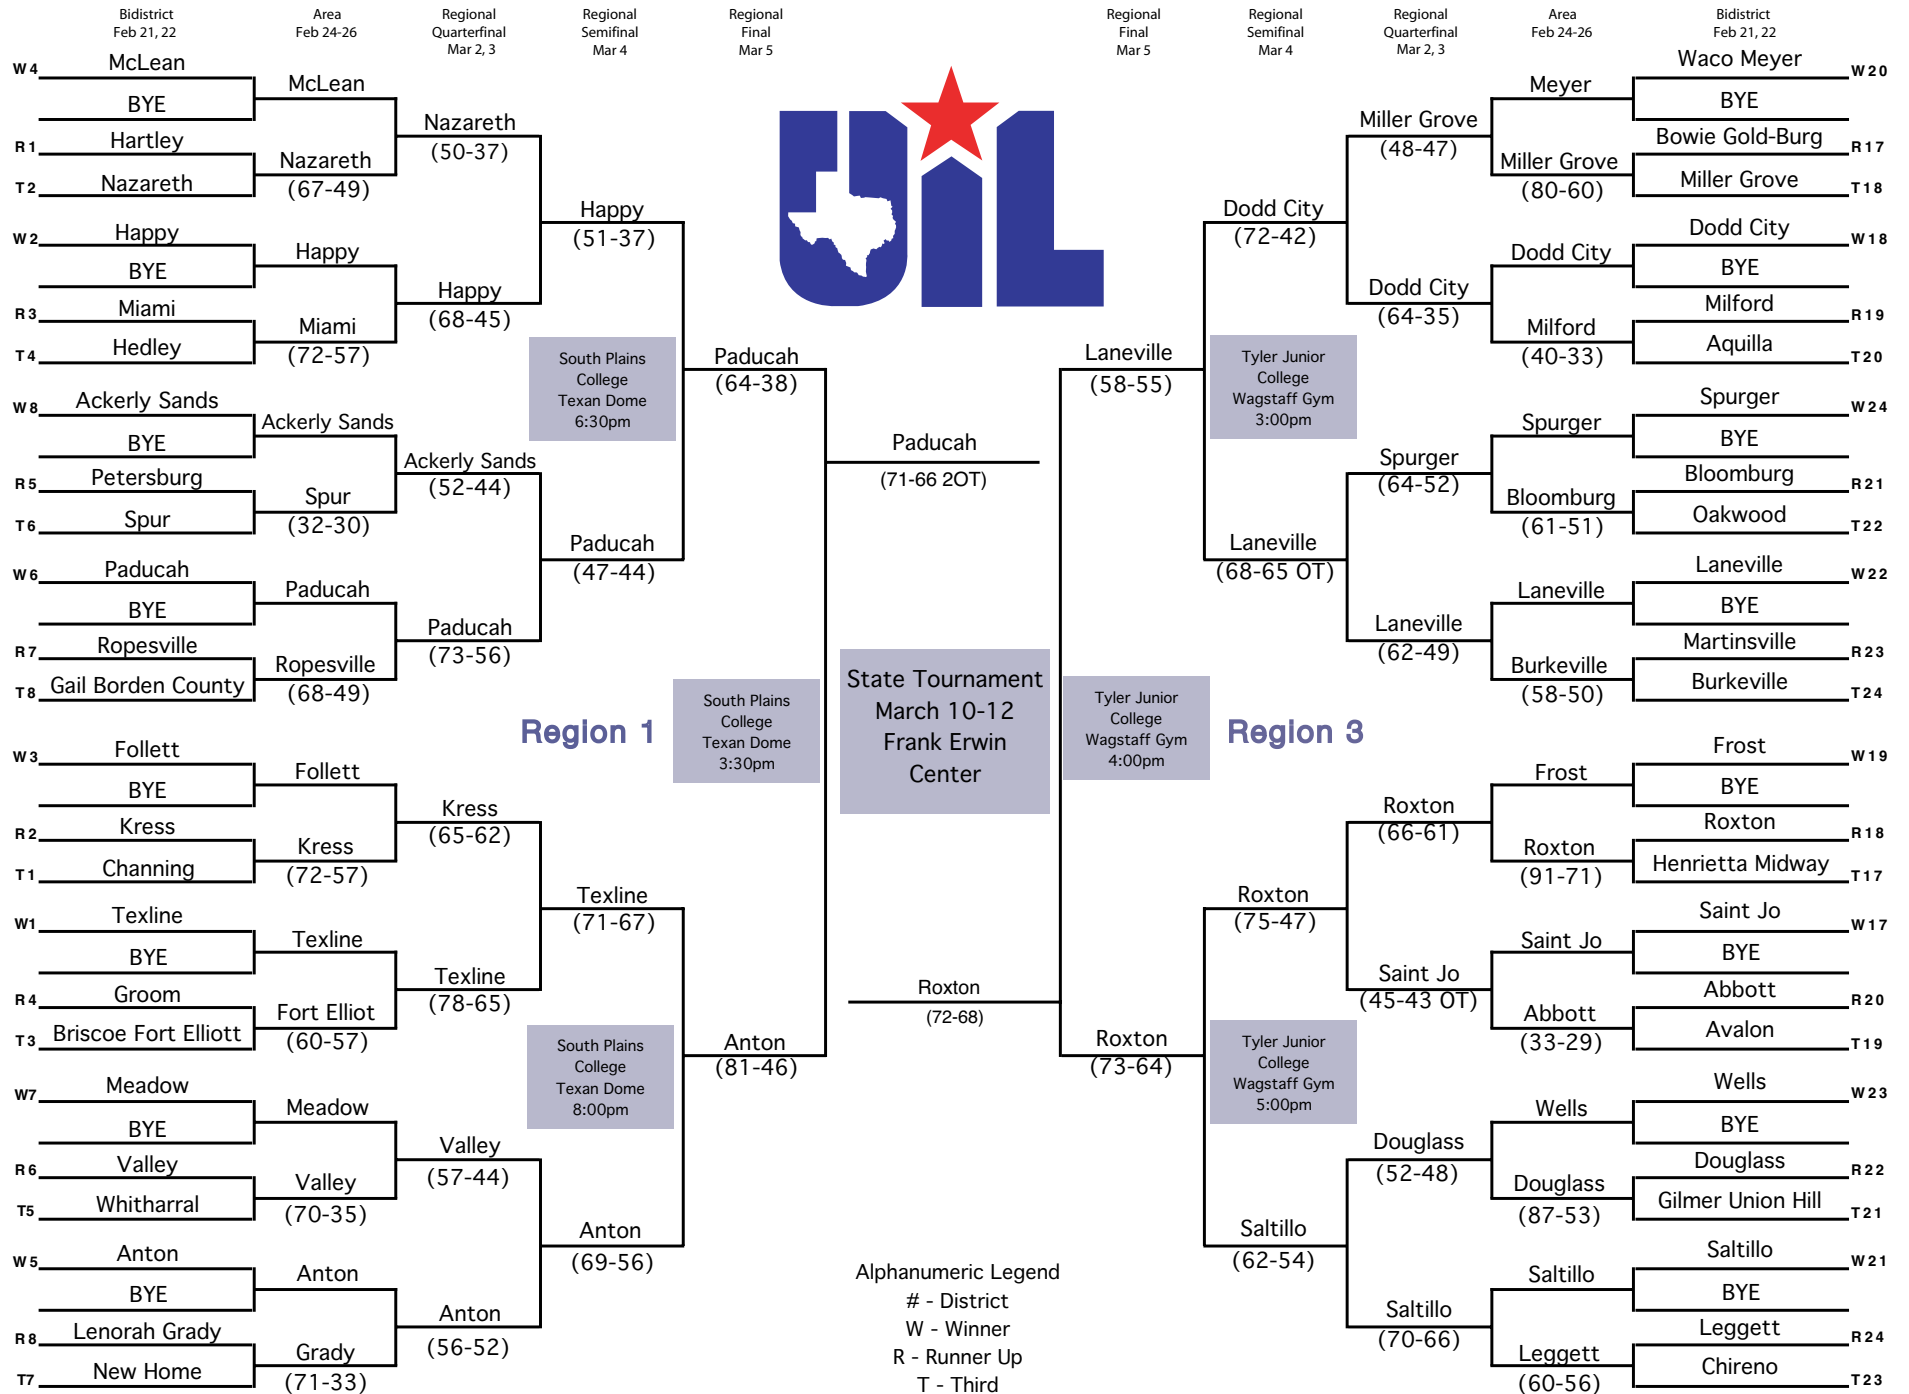 Bidistrict
Feb 21, 22
Area
Feb 24-26
Regional
Quarterfinal
Mar 2, 3
Regional
Semifinal
Mar 4
Regional
Final
Mar 5
Regional
Final
Mar 5
Regional
Semifinal
Mar 4
Regional
Quarterfinal
Mar 2, 3
Area
Feb 24-26
Bidistrict
Feb 21, 22
W4 McLean
BYE
R1 Hartley
T2 Nazareth
W2 Happy
BYE
R3 Miami
T4 Hedley
W8 Ackerly Sands
BYE
R5 Petersburg
T6 Spur
W6 Paducah
BYE
R7 Ropesville
T8 Gail Borden County
W3 Follett
BYE
R2 Kress
T1 Channing
W1 Texline
BYE
R4 Groom
T3 Briscoe Fort Elliott
W7 Meadow
BYE
R6 Valley
T5 Whitharral
W5 Anton
BYE
R8 Lenorah Grady
T7 New Home
McLean
Nazareth
(67-49)
Happy
Miami
(72-57)
Ackerly Sands
Spur
(32-30)
Paducah
Ropesville
(68-49)
Follett
Kress
(72-57)
Texline
Fort Elliot
(60-57)
Meadow
Valley
(70-35)
Anton
Grady
(71-33)
Nazareth
(50-37)
Happy
(68-45)
Ackerly Sands
(52-44)
Paducah
(73-56)
Kress
(65-62)
Texline
(78-65)
Valley
(57-44)
Anton
(56-52)
Happy
(51-37)
South Plains
College
Texan Dome
6:30pm
Paducah
(47-44)
Region 1
Texline
(71-67)
South Plains
College
Texan Dome
8:00pm
Anton
(69-56)
Paducah
(64-38)
South Plains
College
Texan Dome
3:30pm
Anton
(81-46)
UIL
Paducah
(71-66 2OT)
State Tournament
March 10-12
Frank Erwin
Center
Roxton
(72-68)
Alphanumeric Legend
# - District
W - Winner
R - Runner Up
T - Third
Laneville
(58-55)
Tyler Junior
College
Wagstaff Gym
4:00pm
Roxton
(73-64)
Dodd City
(72-42)
Tyler Junior
College
Wagstaff Gym
3:00pm
Laneville
(68-65 OT)
Region 3
Roxton
(75-47)
Tyler Junior
College
Wagstaff Gym
5:00pm
Saltillo
(62-54)
Miller Grove
(48-47)
Dodd City
(64-35)
Spurger
(64-52)
Laneville
(62-49)
Roxton
(66-61)
Saint Jo
(45-43 OT)
Douglass
(52-48)
Saltillo
(70-66)
Meyer
Miller Grove
(80-60)
Dodd City
Milford
(40-33)
Spurger
Bloomburg
(61-51)
Laneville
Burkeville
(58-50)
Frost
Roxton
(91-71)
Saint Jo
Abbott
(33-29)
Wells
Douglass
(87-53)
Saltillo
Leggett
(60-56)
Waco Meyer W20
BYE
Bowie Gold-Burg R17
Miller Grove T18
Dodd City W18
BYE
Milford R19
Aquilla T20
Spurger W24
BYE
Bloomburg R21
Oakwood T22
Laneville W22
BYE
Martinsville R23
Burkeville T24
Frost W19
BYE
Roxton R18
Henrietta Midway T17
Saint Jo W17
BYE
Abbott R20
Avalon T19
Wells W23
BYE
Douglass R22
Gilmer Union Hill T21
Saltillo W21
BYE
Leggett R24
Chireno T23